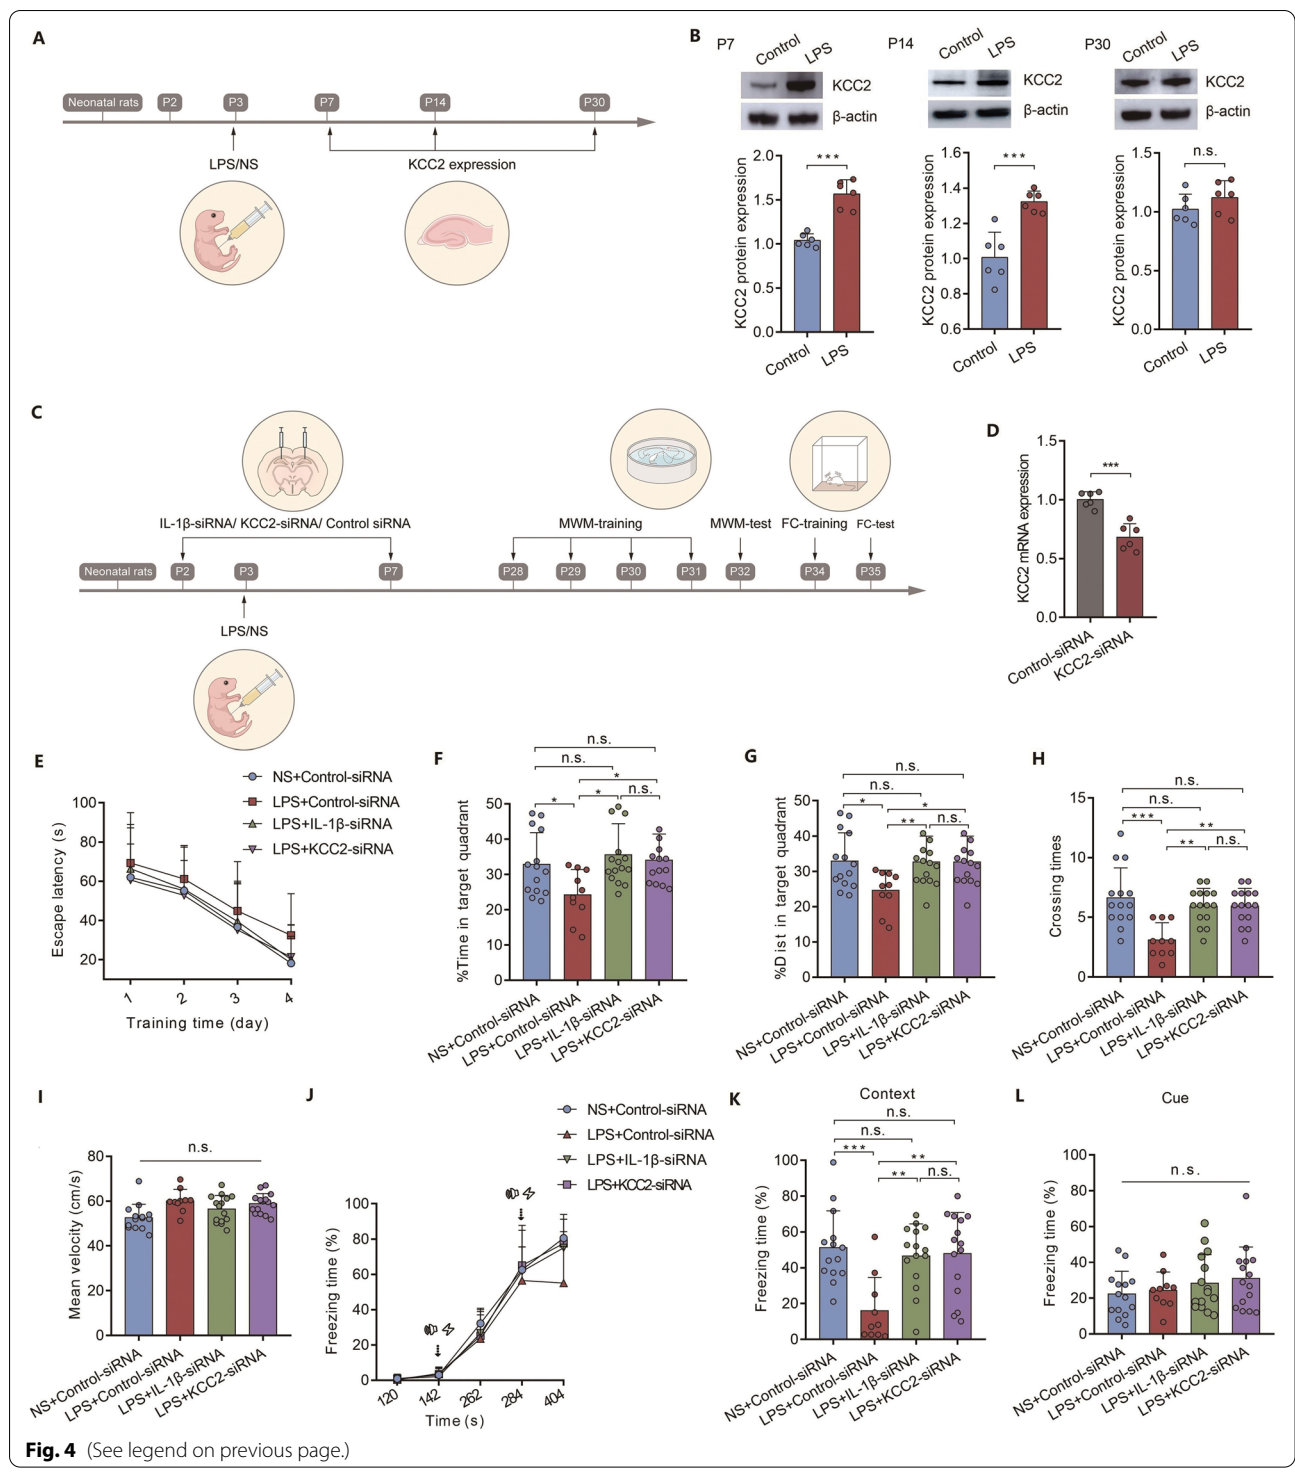 A
Neonatal rats P2 P3 P7 P14 P30
LPS/NS KCC2 expression
B
P7 Control LPS
KCC2
β-actin
P14 Control LPS
KCC2
β-actin
P30 Control LPS
KCC2
β-actin
KCC2 protein expression
2.0
1.5
1.0
0.5
0.0
***
Control LPS
KCC2 protein expression
1.6
1.4
1.2
1.0
0.8
0.6
***
Control LPS
KCC2 protein expression
1.5
1.0
0.5
0.0
n.s.
Control LPS
C
IL-1β-siRNA/ KCC2-siRNA/ Control siRNA
MWM-training MWM-test FC-training FC-test
Neonatal rats P2 P3 P7 P28 P29 P30 P31 P32 P34 P35
LPS/NS
D
KCC2 mRNA expression
1.5
1.0
0.5
0.0
***
Control-siRNA
KCC2-siRNA
E
NS+Control-siRNA
LPS+Control-siRNA
LPS+IL-1β-siRNA
LPS+KCC2-siRNA
Escape latency (s)
100
80
60
40
20
1 2 3 4
Training time (day)
F
n.s.
n.s.
*
* * n.s.
%Time in target quadrant
50
40
30
20
10
0
NS+Control-siRNA
LPS+Control-siRNA
LPS+IL-1β-siRNA
LPS+KCC2-siRNA
G
n.s.
n.s.
* *
** n.s.
%Dist in target quadrant
50
40
30
20
10
0
NS+Control-siRNA
LPS+Control-siRNA
LPS+IL-1β-siRNA
LPS+KCC2-siRNA
H
n.s.
n.s.
*** **
** n.s.
Crossing times
15
10
5
0
NS+Control-siRNA
LPS+Control-siRNA
LPS+IL-1β-siRNA
LPS+KCC2-siRNA
I
n.s.
Mean velocity (cm/s)
80
60
40
20
0
NS+Control-siRNA
LPS+Control-siRNA
LPS+IL-1β-siRNA
LPS+KCC2-siRNA
J
NS+Control-siRNA
LPS+Control-siRNA
LPS+IL-1β-siRNA
LPS+KCC2-siRNA
Freezing time (%)
100
80
60
40
20
0
120 142 262 284 404
Time (s)
K
Context
n.s.
n.s.
*** **
** n.s.
Freezing time (%)
100
80
60
40
20
0
NS+Control-siRNA
LPS+Control-siRNA
LPS+IL-1β-siRNA
LPS+KCC2-siRNA
L
Cue
n.s.
Freezing time (%)
100
80
60
40
20
0
NS+Control-siRNA
LPS+Control-siRNA
LPS+IL-1β-siRNA
LPS+KCC2-siRNA
Fig. 4 (See legend on previous page.)